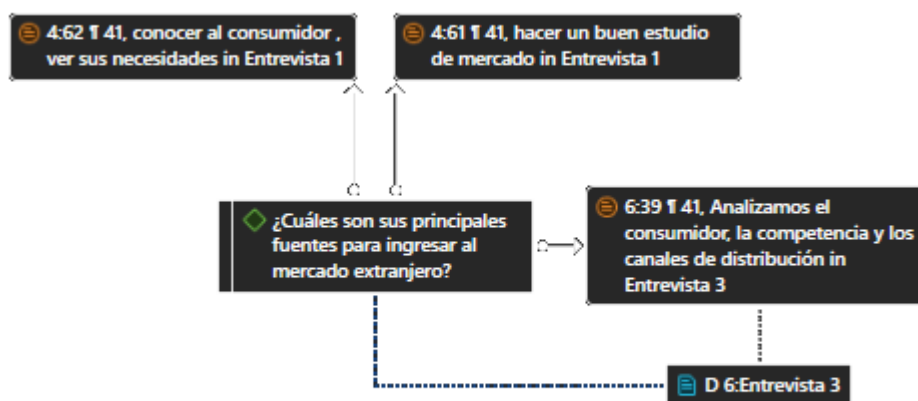 4:62 ¶ 41, conocer al consumidor ,
ver sus necesidades in Entrevista 1
4:61 ¶ 41, hacer un buen estudio
de mercado in Entrevista 1
¿Cuáles son sus principales
fuentes para ingresar al
mercado extranjero?
6:39 ¶ 41, Analizamos el
consumidor, la competencia y los
canales de distribución in
Entrevista 3
D 6:Entrevista 3